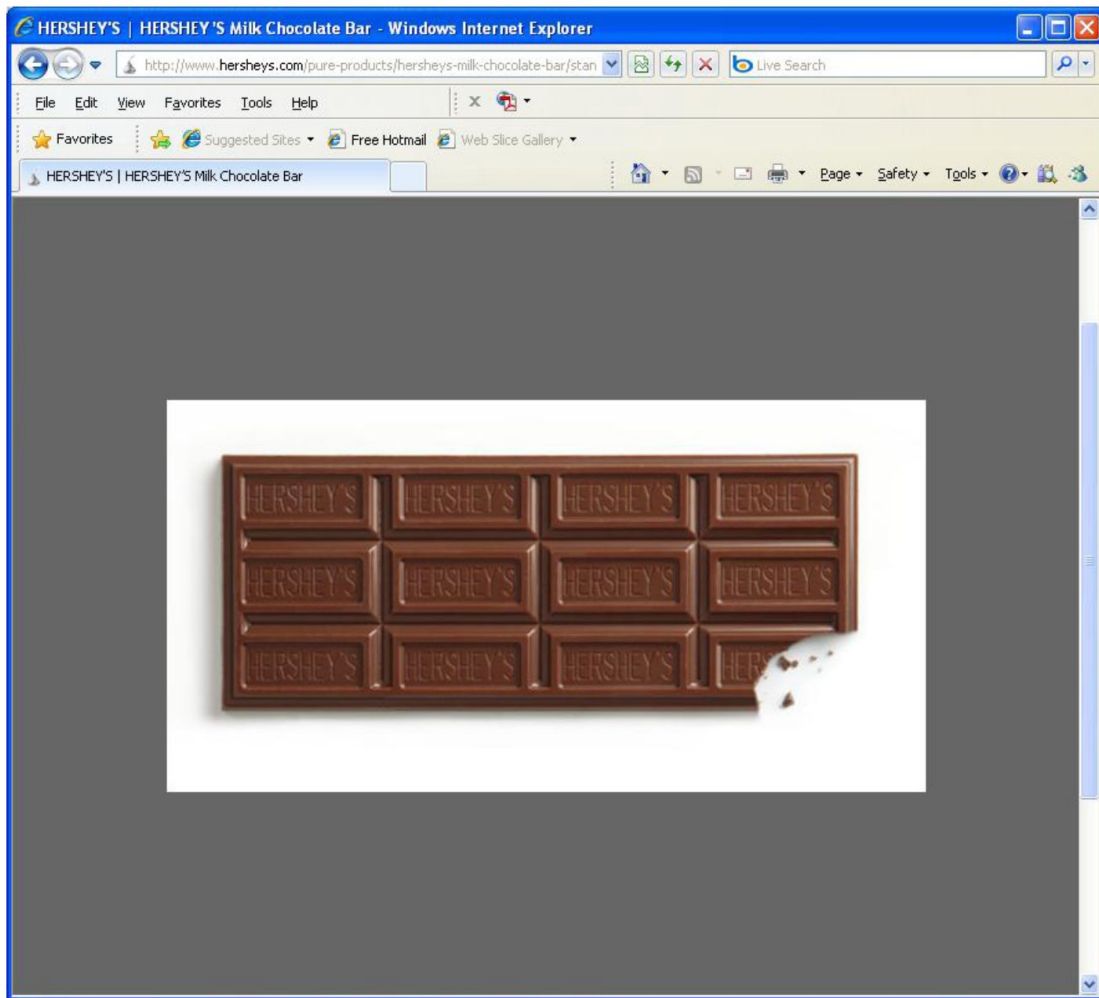 HERSHEY'S | HERSHEY'S Milk Chocolate Bar - Windows Internet Explorer
http://www.hersheys.com/pure-products/hersheys-milk-chocolate-bar/stan Live Search
File Edit View Favorites Tools Help
Favorites Suggested Sites Free Hotmail Web Slice Gallery
HERSHEY'S | HERSHEY'S Milk Chocolate Bar Page Safety Tools
HERSHEY'S HERSHEY'S HERSHEY'S HERSHEY'S
HERSHEY'S HERSHEY'S HERSHEY'S HERSHEY'S
HERSHEY'S HERSHEY'S HERSHEY'S HERS